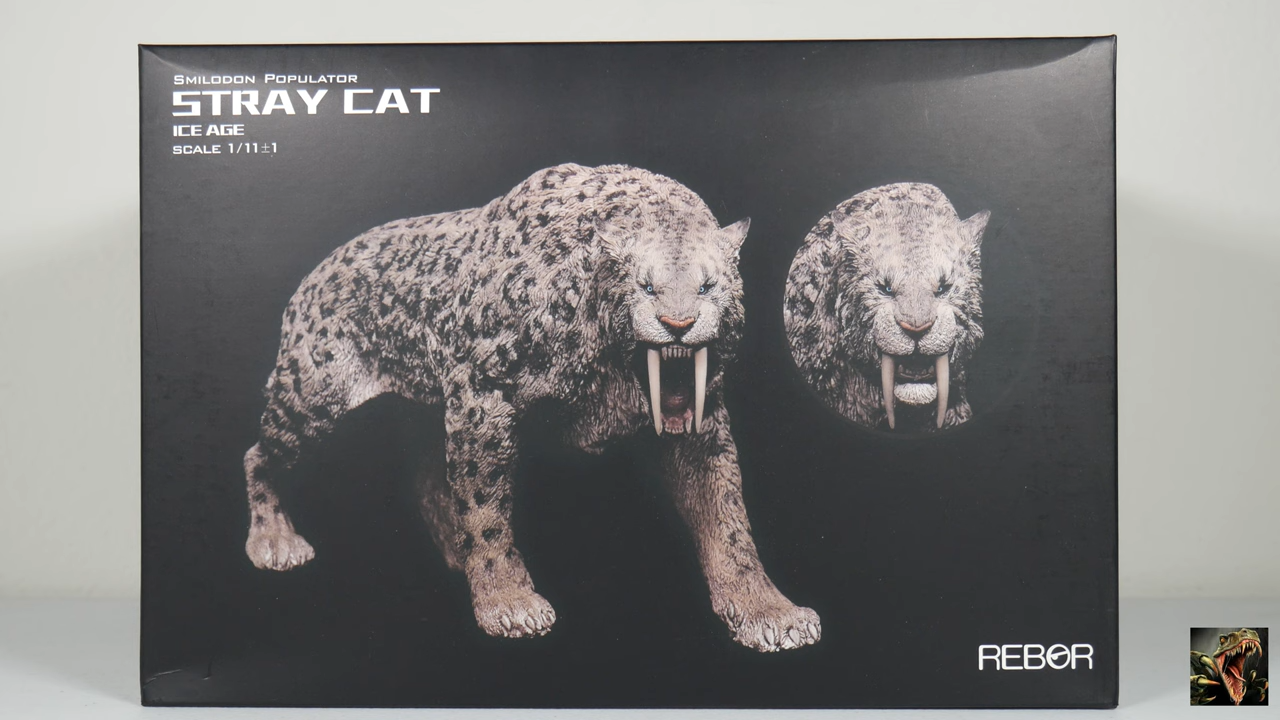 SMILODON POPULATOR
STRAY CAT
ICE AGE
SCALE 1/11±1
REBOR